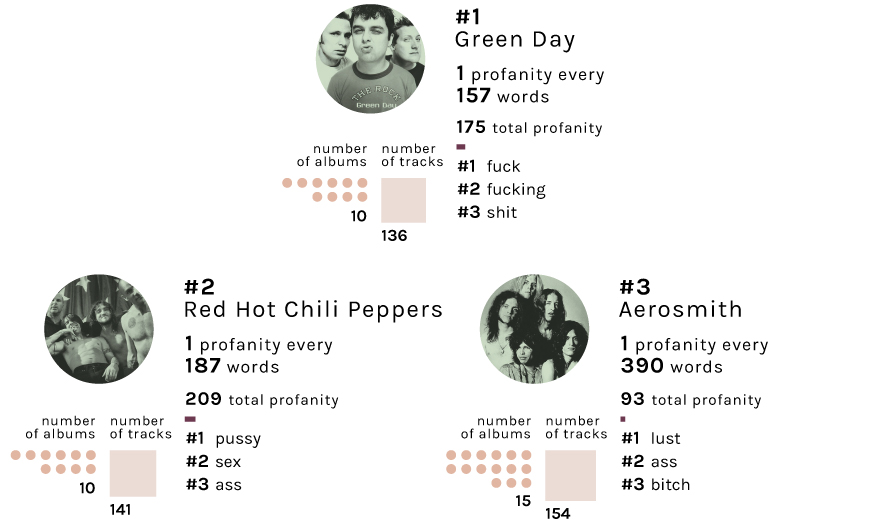 #1
Green Day
1 profanity every
157 words
175 total profanity
#1 fuck
#2 fucking
#3 shit
number
of albums
10
number
of tracks
136
THE ROCK
Green Day
#2
Red Hot Chili Peppers
1 profanity every
187 words
209 total profanity
#1 pussy
#2 sex
#3 ass
number
of albums
10
number
of tracks
141
#3
Aerosmith
1 profanity every
390 words
93 total profanity
#1 lust
#2 ass
#3 bitch
number
of albums
15
number
of tracks
154